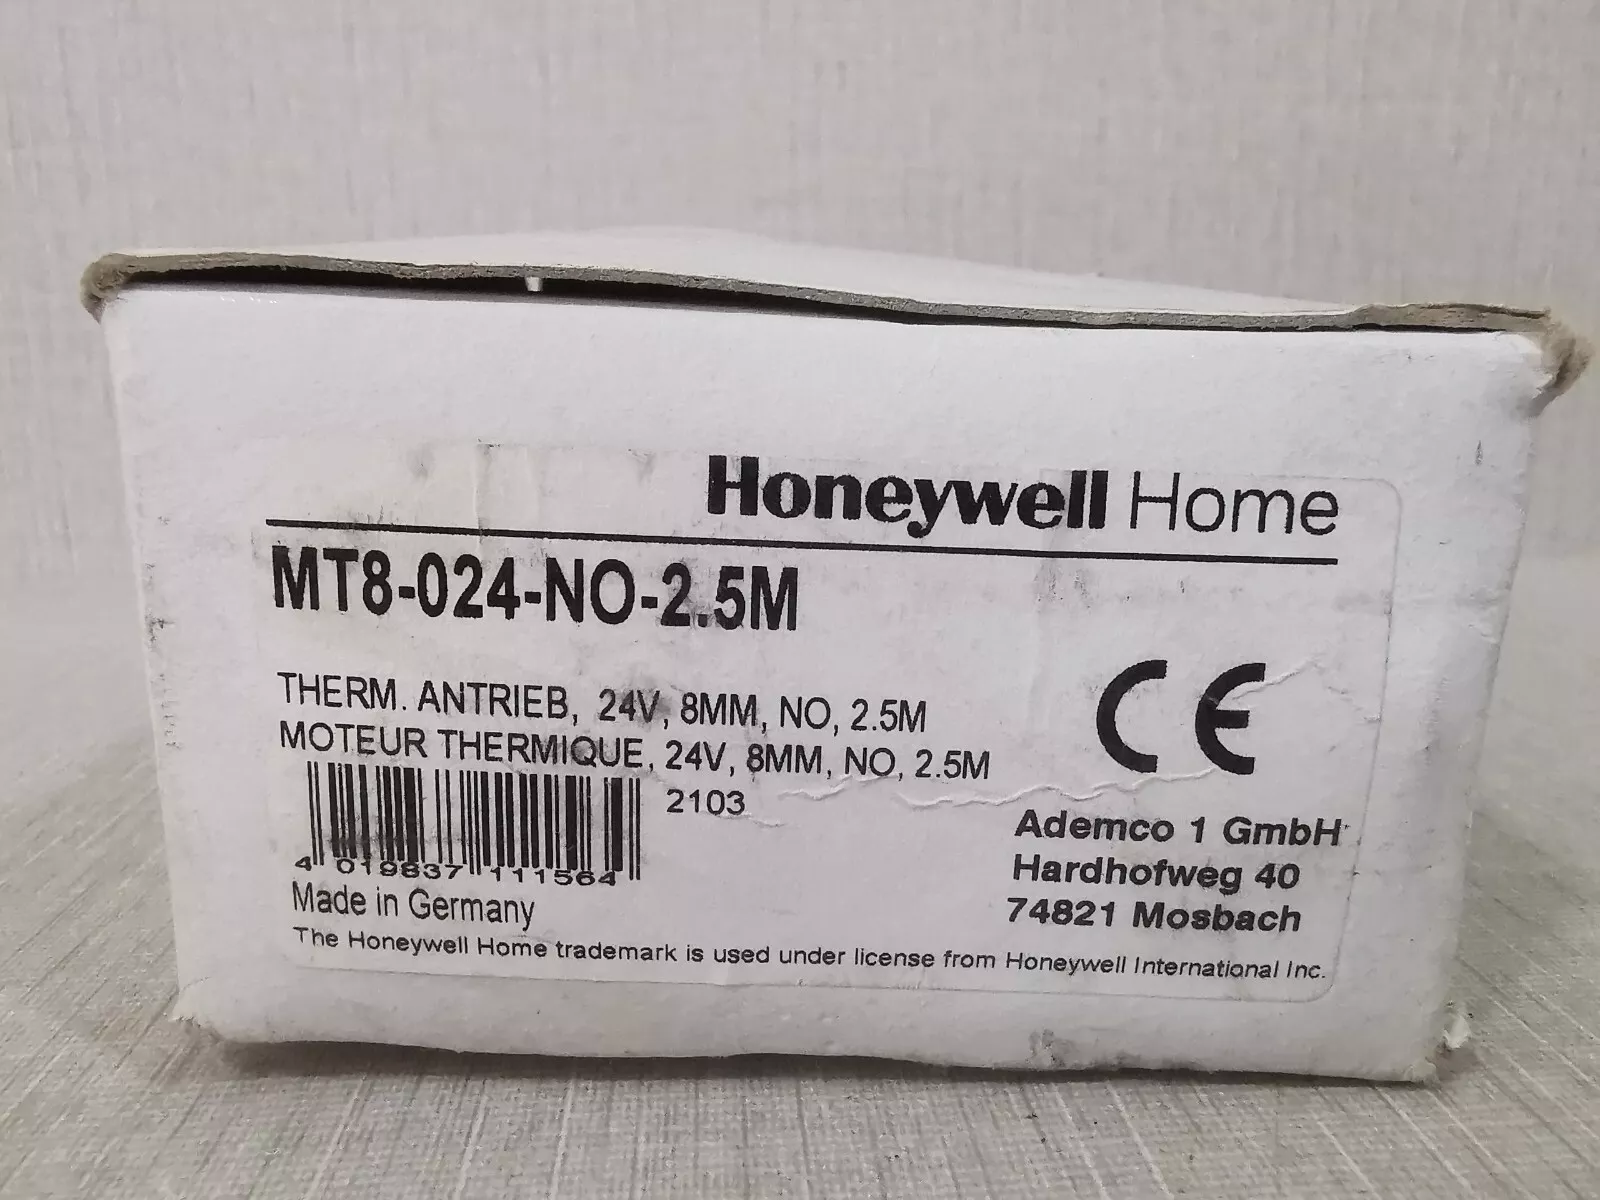 Honeywell Home
MT8-024-NO-2.5M
THERM. ANTRIEB, 24V, 8MM, NO, 2.5M
MOTEUR THERMIQUE, 24V, 8MM, NO, 2.5M
2103
CE
4 019837 111564
Ademco 1 GmbH
Hardhofweg 40
74821 Mosbach
Made in Germany
The Honeywell Home trademark is used under license from Honeywell International Inc.